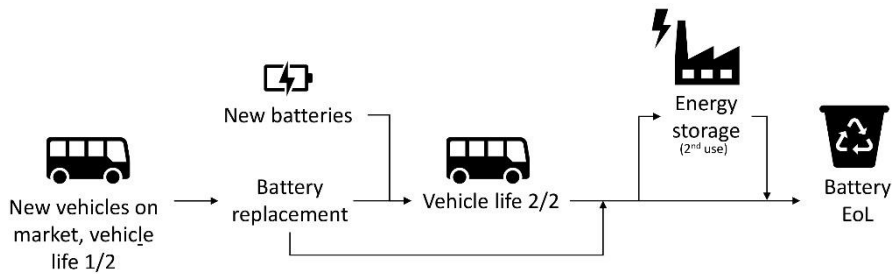 New vehicles on
market, vehicle
life 1/2
Battery
replacement
New batteries
Vehicle life 2/2
Energy
storage
(2nd use)
Battery
EoL